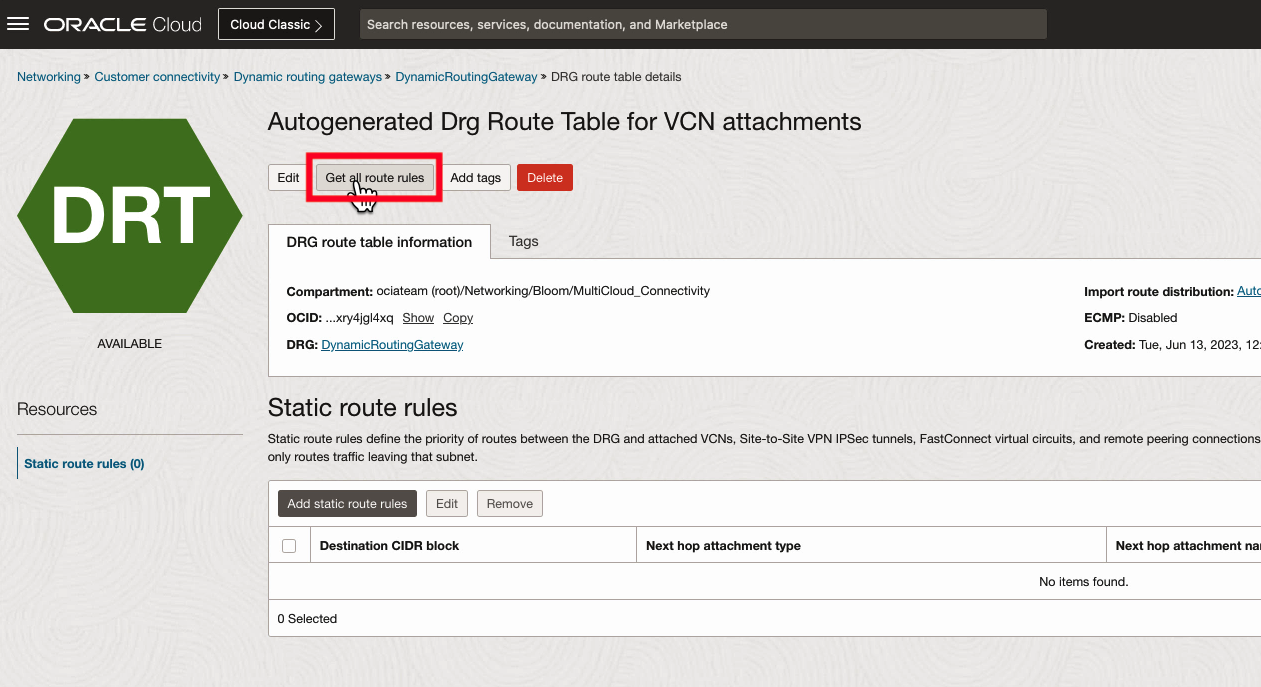 ORACLE Cloud
Cloud Classic >
Search resources, services, documentation, and Marketplace
Networking » Customer connectivity » Dynamic routing gateways » DynamicRoutingGateway » DRG route table details
DRT
AVAILABLE
Autogenerated Drg Route Table for VCN attachments
Edit
Get all route rules
Add tags
Delete
DRG route table information
Tags
Compartment: ociateam (root)/Networking/Bloom/MultiCloud_Connectivity
OCID: ...xry4jgl4xq Show Copy
DRG: DynamicRoutingGateway
Import route distribution: Auto
ECMP: Disabled
Created: Tue, Jun 13, 2023, 12:
Resources
Static route rules (0)
Static route rules
Static route rules define the priority of routes between the DRG and attached VCNs, Site-to-Site VPN IPSec tunnels, FastConnect virtual circuits, and remote peering connections
only routes traffic leaving that subnet.
Add static route rules
Edit
Remove
Destination CIDR block
Next hop attachment type
Next hop attachment
No items found.
0 Selected